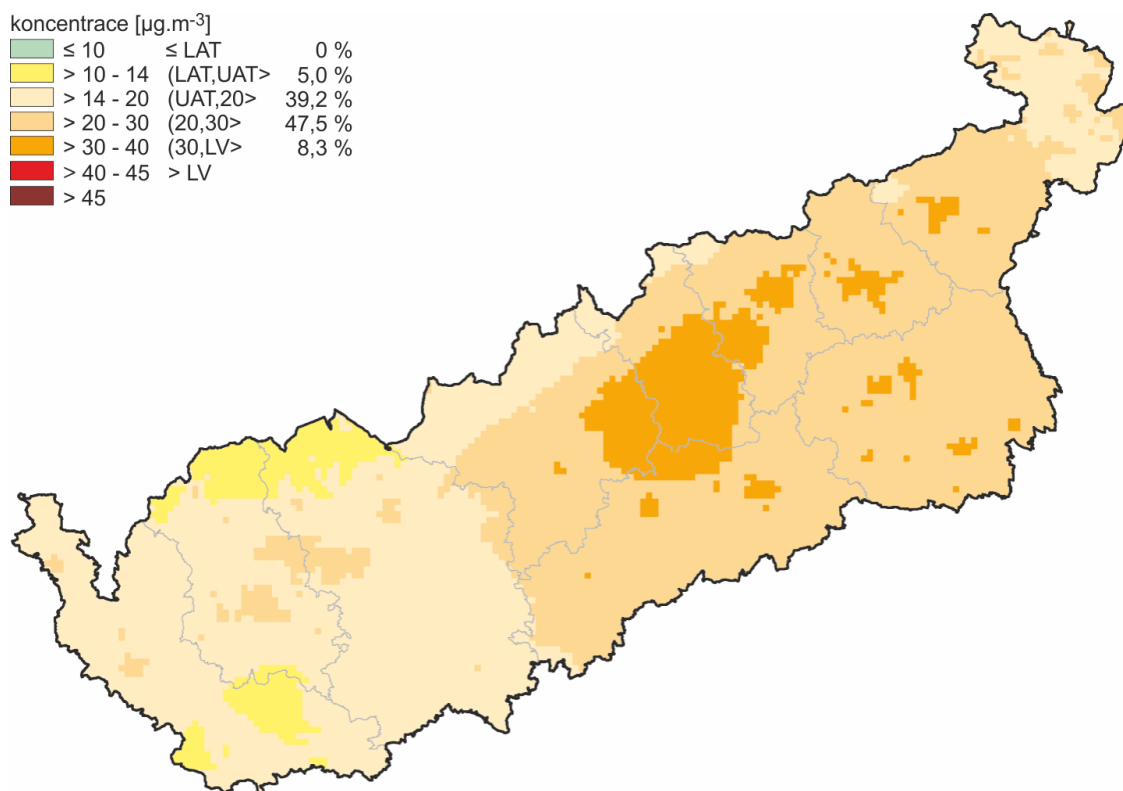 koncentrace [µg.m-3]
≤ 10 ≤ LAT 0 %
> 10 - 14 (LAT,UAT> 5,0 %
> 14 - 20 (UAT,20> 39,2 %
> 20 - 30 (20,30> 47,5 %
> 30 - 40 (30,LV> 8,3 %
> 40 - 45 > LV
> 45